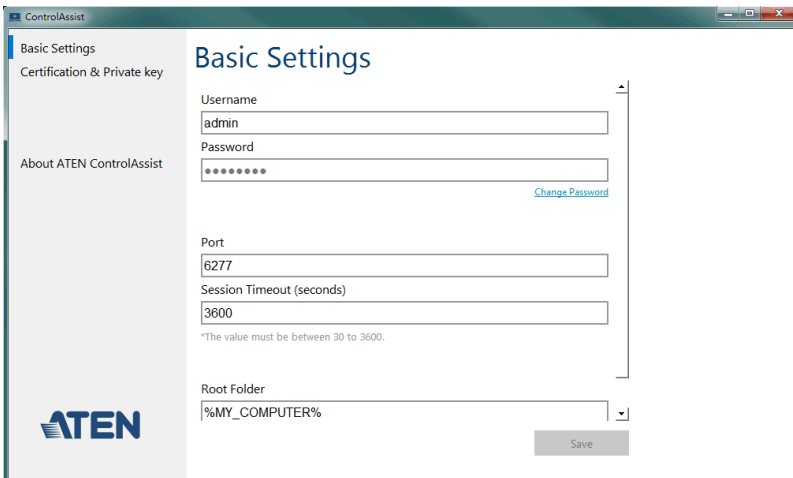 ControlAssist
Basic Settings
Certification & Private key
About ATEN ControlAssist
ATEN
Basic Settings
Username
admin
Password
Change Password
Port
6277
Session Timeout (seconds)
3600
*The value must be between 30 to 3600.
Root Folder
%MY_COMPUTER%
Save